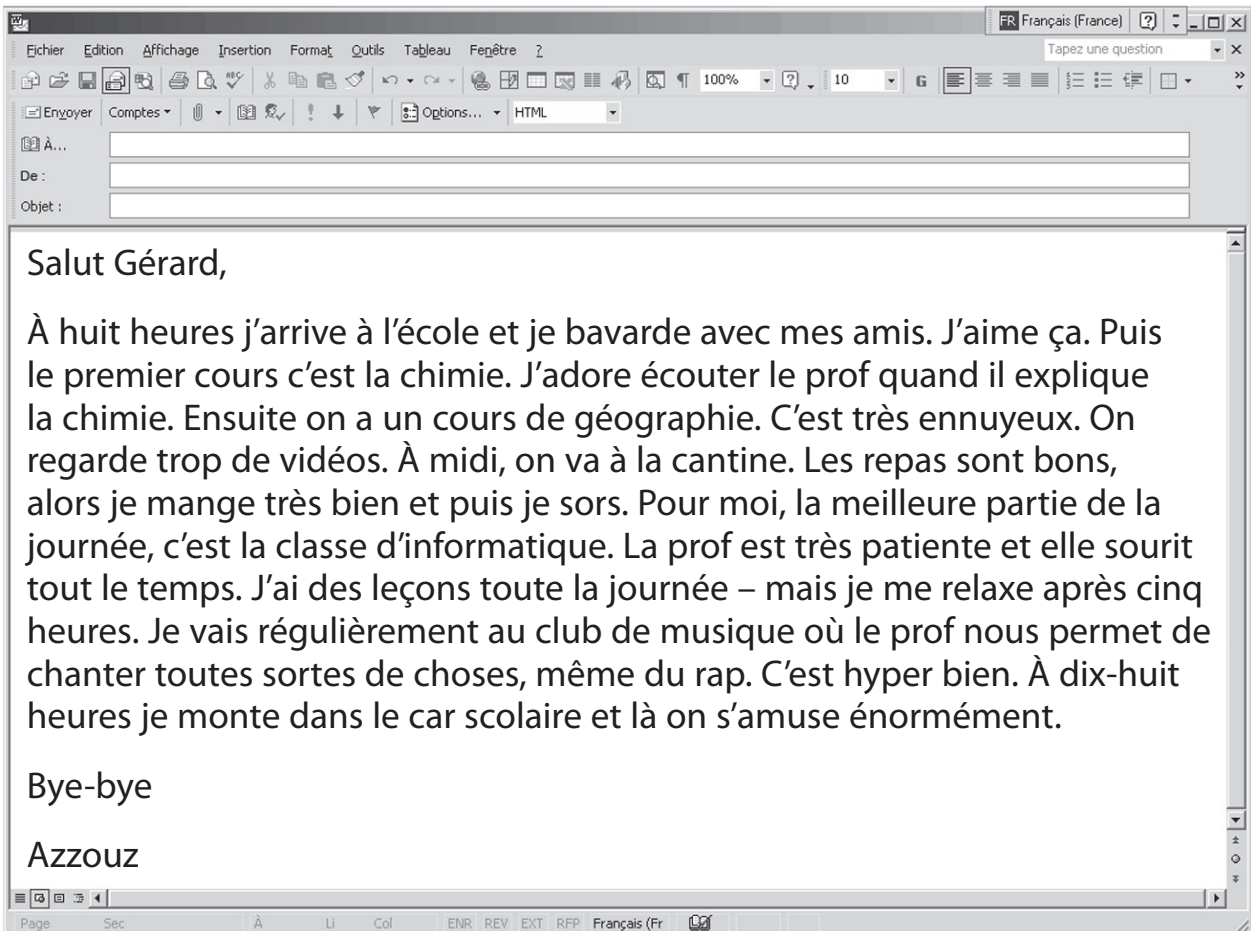 FR Français (France)
Fichier Edition Affichage Insertion Format Outils Tableau Fenêtre ?
Tapez une question
100% 10 G
Envoyer Comptes Options... HTML
À...
De :
Objet :
Salut Gérard,
À huit heures j’arrive à l’école et je bavarde avec mes amis. J’aime ça. Puis
le premier cours c’est la chimie. J’adore écouter le prof quand il explique
la chimie. Ensuite on a un cours de géographie. C’est très ennuyeux. On
regarde trop de vidéos. À midi, on va à la cantine. Les repas sont bons,
alors je mange très bien et puis je sors. Pour moi, la meilleure partie de la
journée, c’est la classe d’informatique. La prof est très patiente et elle sourit
tout le temps. J’ai des leçons toute la journée – mais je me relaxe après cinq
heures. Je vais régulièrement au club de musique où le prof nous permet de
chanter toutes sortes de choses, même du rap. C’est hyper bien. À dix-huit
heures je monte dans le car scolaire et là on s’amuse énormément.
Bye-bye
Azzouz
Page Sec À Li Col ENR REV EXT RFP Français (Fr